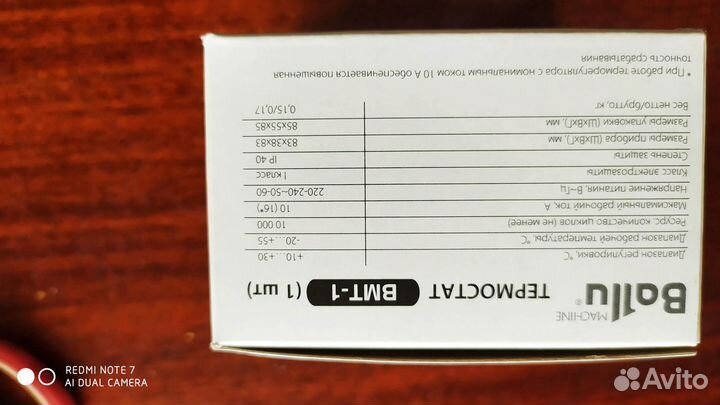 Ballu®
MACHINE
ТЕРМОСТАТ BMT-1 (1 шт)
Диапазон регулировки, °С +10...+30
Диапазон рабочей температуры, °С -20...+55
Ресурс, количество циклов (не менее) 10 000
Максимальный рабочий ток, А 10 (16*)
Напряжение питания, В~Гц 220-240~50-60
Класс электрозащиты I класс
Степень защиты IP 40
Размеры прибора (ШхВхГ), мм 83x38x83
Размеры упаковки (ШхВхГ), мм 85x55x85
Вес нетто/брутто, кг 0,15/0,17
* При работе терморегулятора с номинальным током 10 А обеспечивается повышенная
точность срабатывания
REDMI NOTE 7
AI DUAL CAMERA
Avito